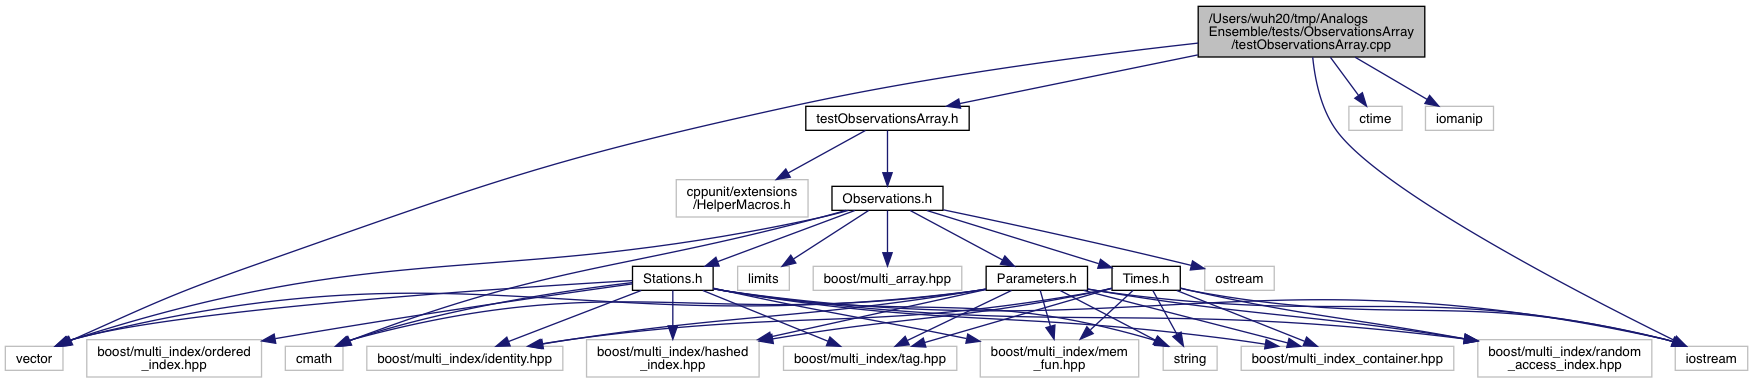 /Users/wuh20/tmp/Analogs
Ensemble/tests/ObservationsArray
/testObservationsArray.cpp
testObservationsArray.h
ctime
iomanip
cppunit/extensions
/HelperMacros.h
Observations.h
Stations.h
limits
boost/multi_array.hpp
Parameters.h
Times.h
ostream
vector
boost/multi_index/ordered
_index.hpp
cmath
boost/multi_index/identity.hpp
boost/multi_index/hashed
_index.hpp
boost/multi_index/tag.hpp
boost/multi_index/mem
_fun.hpp
string
boost/multi_index_container.hpp
boost/multi_index/random
_access_index.hpp
iostream